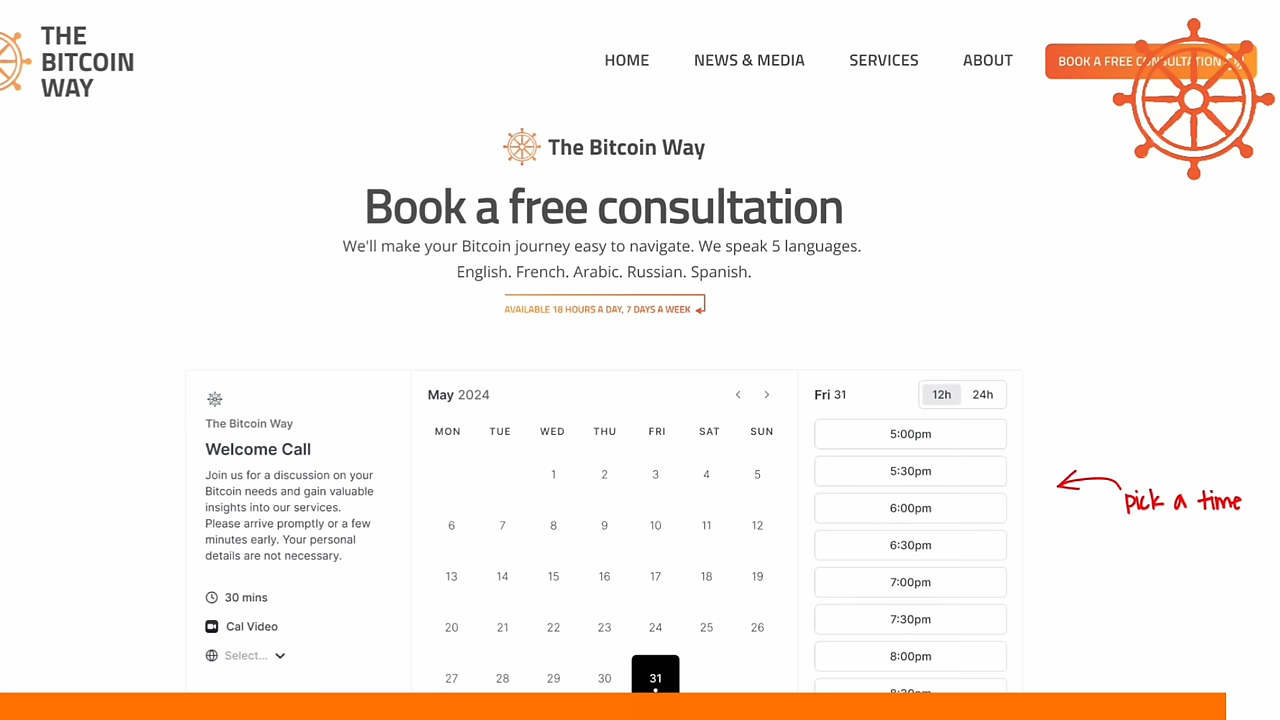 THE
BITCOIN
WAY
HOME NEWS & MEDIA SERVICES ABOUT BOOK A FREE CONSULTATION
The Bitcoin Way
Book a free consultation
We'll make your Bitcoin journey easy to navigate. We speak 5 languages.
English. French. Arabic. Russian. Spanish.
AVAILABLE 18 HOURS A DAY, 7 DAYS A WEEK
The Bitcoin Way
Welcome Call
Join us for a discussion on your
Bitcoin needs and gain valuable
insights into our services.
Please arrive promptly or a few
minutes early. Your personal
details are not necessary.
30 mins
Cal Video
Select...
May 2024
MON TUE WED THU FRI SAT SUN
1 2 3 4 5
6 7 8 9 10 11 12
13 14 15 16 17 18 19
20 21 22 23 24 25 26
27 28 29 30 31
Fri 31 12h 24h
5:00pm
5:30pm
6:00pm
6:30pm
7:00pm
7:30pm
8:00pm
8:30pm
pick a time